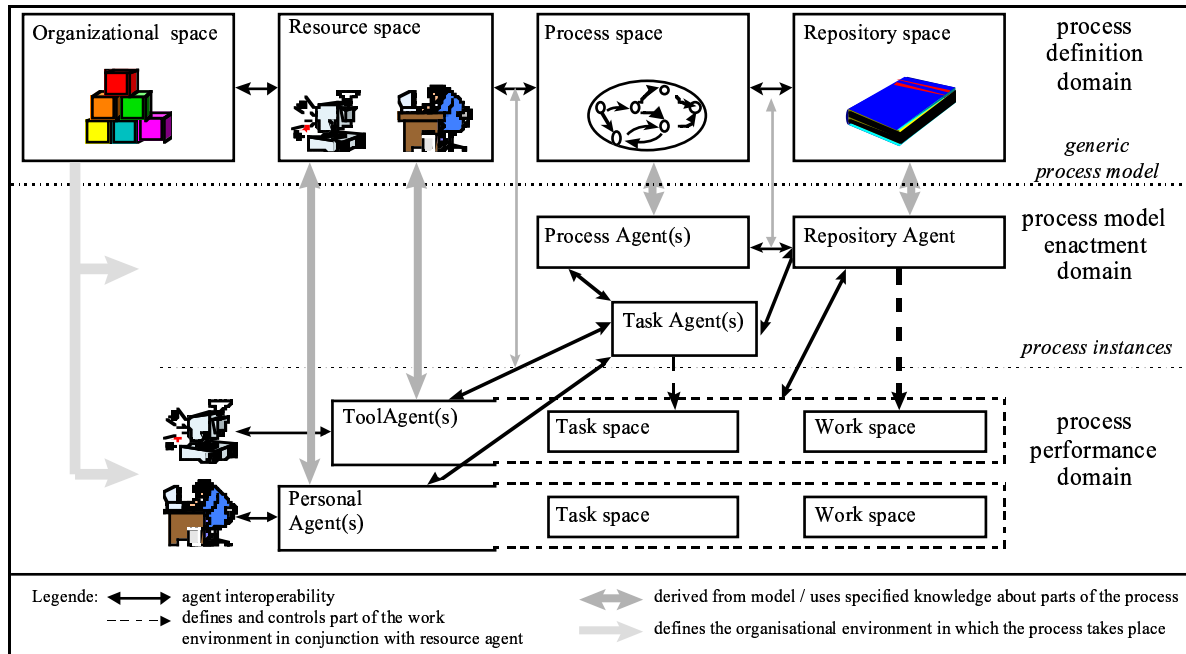 Organizational space
Resource space
Process space
Repository space
process
definition
domain
generic
process model
Process Agent(s)
Repository Agent
process model
enactment
domain
Task Agent(s)
process instances
ToolAgent(s)
Task space
Work space
process
performance
domain
Personal
Agent(s)
Task space
Work space
Legende:
agent interoperability
defines and controls part of the work
environment in conjunction with resource agent
derived from model / uses specified knowledge about parts of the process
defines the organisational environment in which the process takes place